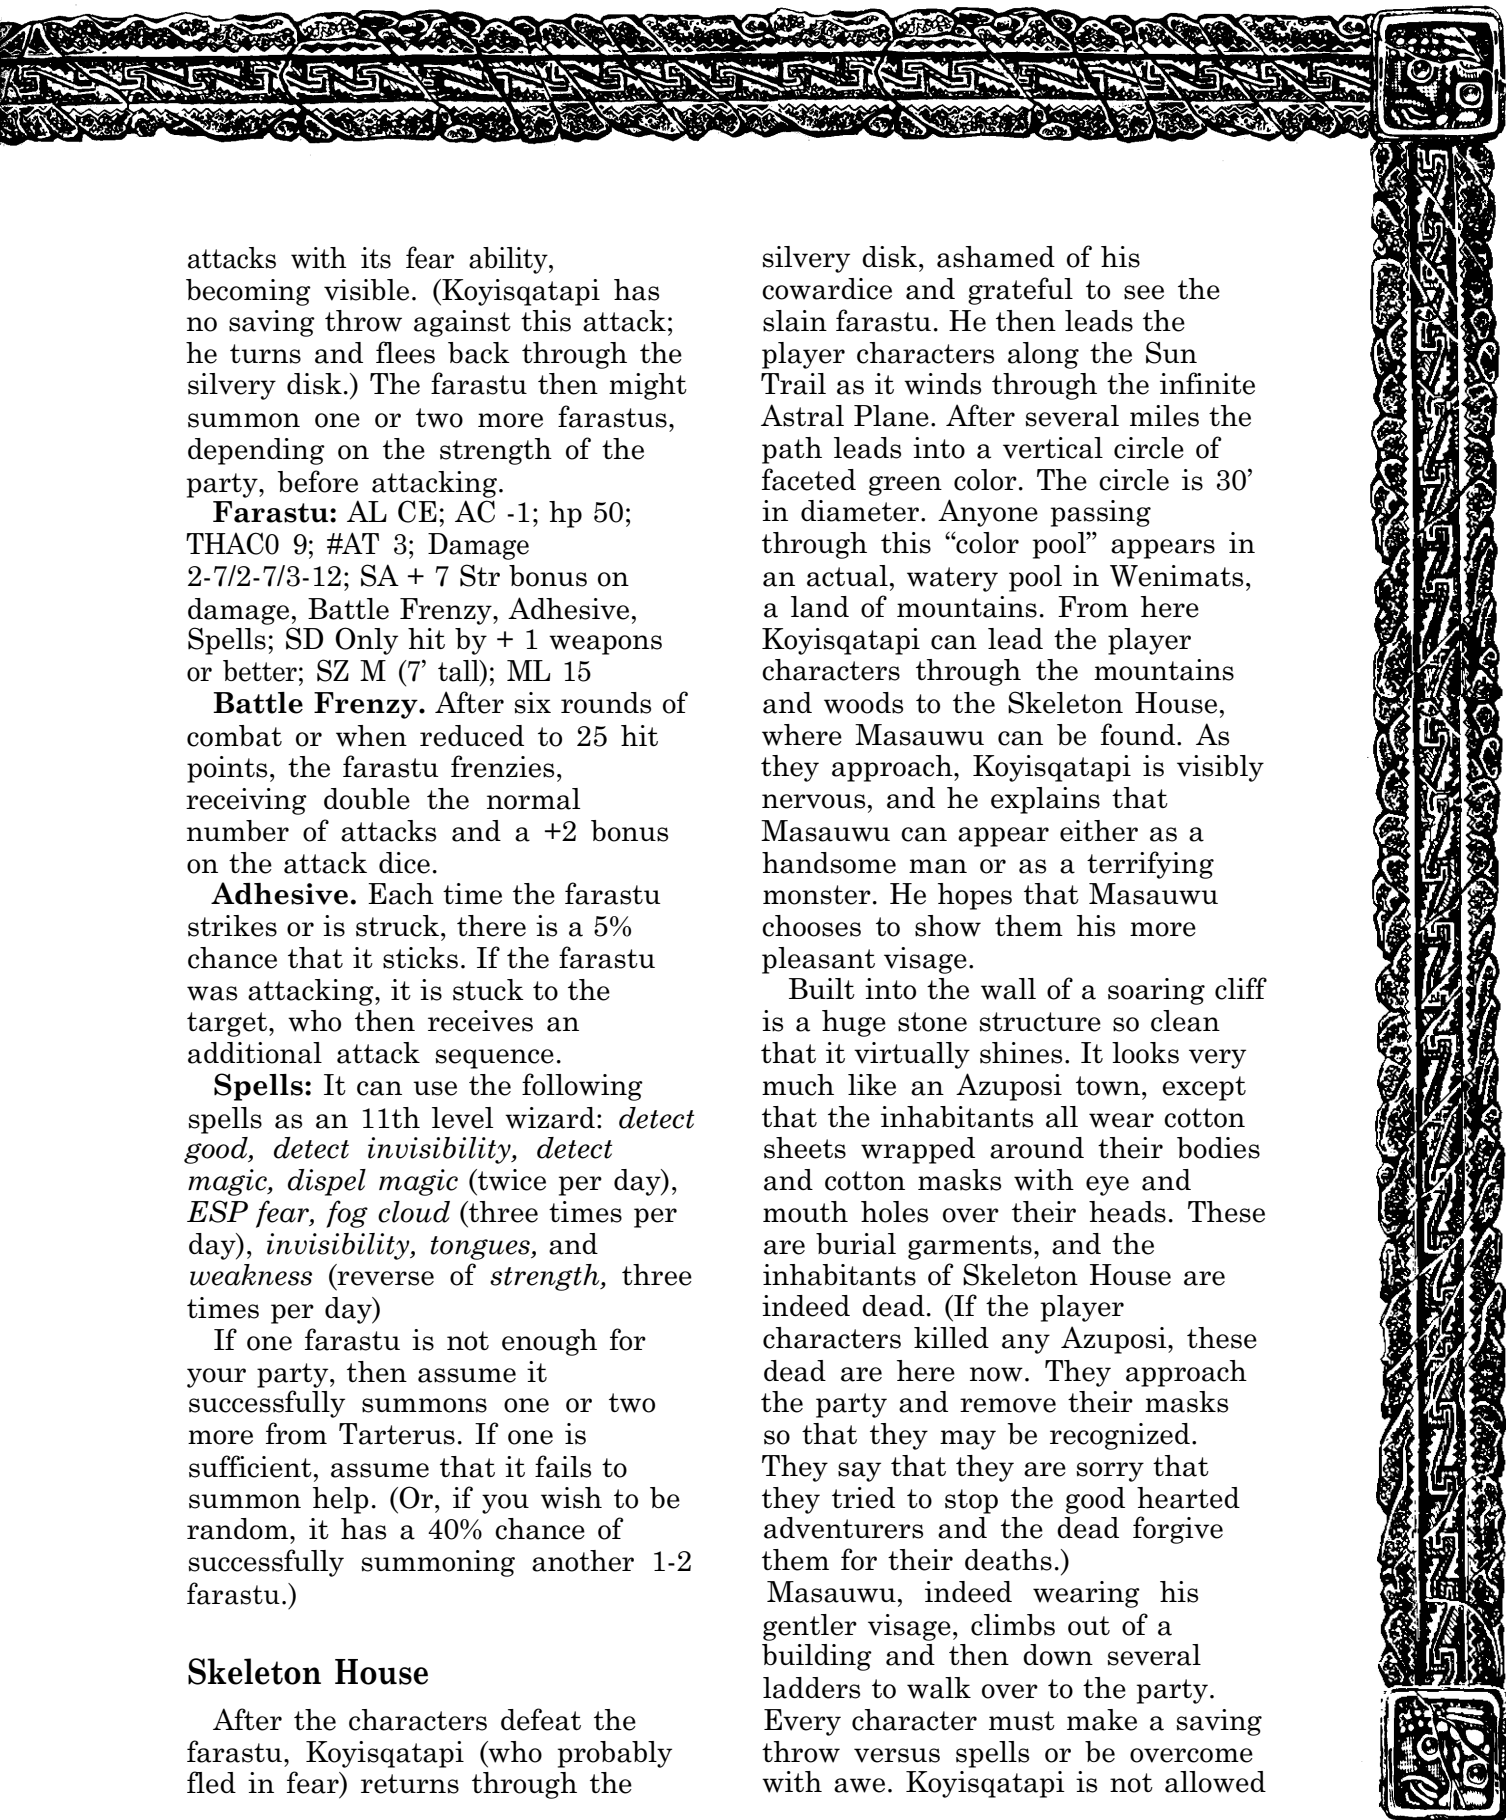 attacks with its fear ability,
becoming visible. (Koyisqatapi has
no saving throw against this attack;
he turns and flees back through the
silvery disk.) The farastu then might
summon one or two more farastus,
depending on the strength of the
party, before attacking.
Farastu: AL CE; AC -1; hp 50;
THAC0 9; #AT 3; Damage
2-7/2-7/3-12; SA + 7 Str bonus on
damage, Battle Frenzy, Adhesive,
Spells; SD Only hit by + 1 weapons
or better; SZ M (7’ tall); ML 15
Battle Frenzy. After six rounds of
combat or when reduced to 25 hit
points, the farastu frenzies,
receiving double the normal
number of attacks and a +2 bonus
on the attack dice.
Adhesive. Each time the farastu
strikes or is struck, there is a 5%
chance that it sticks. If the farastu
was attacking, it is stuck to the
target, who then receives an
additional attack sequence.
Spells: It can use the following
spells as an 11th level wizard: detect
good, detect invisibility, detect
magic, dispel magic (twice per day),
ESP fear, fog cloud (three times per
day), invisibility, tongues, and
weakness (reverse of strength, three
times per day)
If one farastu is not enough for
your party, then assume it
successfully summons one or two
more from Tarterus. If one is
sufficient, assume that it fails to
summon help. (Or, if you wish to be
random, it has a 40% chance of
successfully summoning another 1-2
farastu.)
Skeleton House
After the characters defeat the
farastu, Koyisqatapi (who probably
fled in fear) returns through the
silvery disk, ashamed of his
cowardice and grateful to see the
slain farastu. He then leads the
player characters along the Sun
Trail as it winds through the infinite
Astral Plane. After several miles the
path leads into a vertical circle of
faceted green color. The circle is 30’
in diameter. Anyone passing
through this “color pool” appears in
an actual, watery pool in Wenimats,
a land of mountains. From here
Koyisqatapi can lead the player
characters through the mountains
and woods to the Skeleton House,
where Masauwu can be found. As
they approach, Koyisqatapi is visibly
nervous, and he explains that
Masauwu can appear either as a
handsome man or as a terrifying
monster. He hopes that Masauwu
chooses to show them his more
pleasant visage.
Built into the wall of a soaring cliff
is a huge stone structure so clean
that it virtually shines. It looks very
much like an Azuposi town, except
that the inhabitants all wear cotton
sheets wrapped around their bodies
and cotton masks with eye and
mouth holes over their heads. These
are burial garments, and the
inhabitants of Skeleton House are
indeed dead. (If the player
characters killed any Azuposi, these
dead are here now. They approach
the party and remove their masks
so that they may be recognized.
They say that they are sorry that
they tried to stop the good hearted
adventurers and the dead forgive
them for their deaths.)
Masauwu, indeed wearing his
gentler visage, climbs out of a
building and then down several
ladders to walk over to the party.
Every character must make a saving
throw versus spells or be overcome
with awe. Koyisqatapi is not allowed